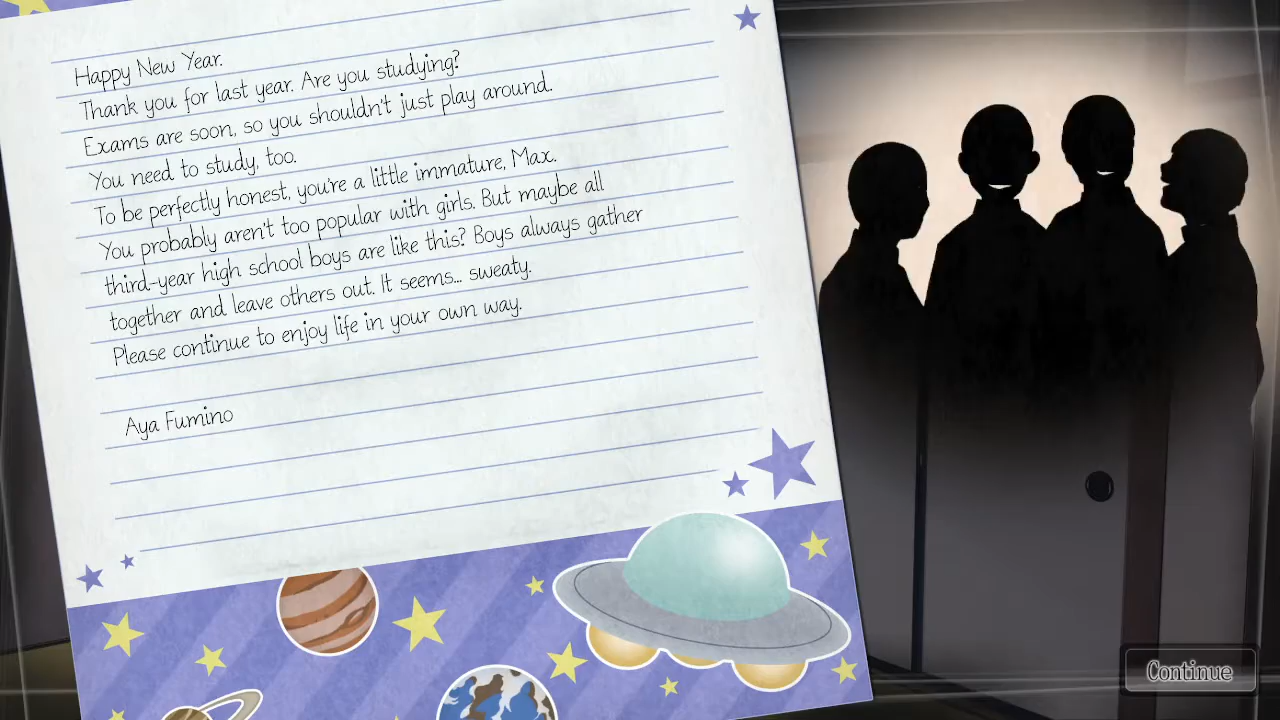 Happy New Year.
Thank you for last year. Are you studying?
Exams are soon, so you shouldn't just play around.
You need to study, too.
To be perfectly honest, you're a little immature, Max.
You probably aren't too popular with girls. But maybe all
third-year high school boys are like this? Boys always gather
together and leave others out. It seems... sweaty.
Please continue to enjoy life in your own way.
Aya Fumino
Continue